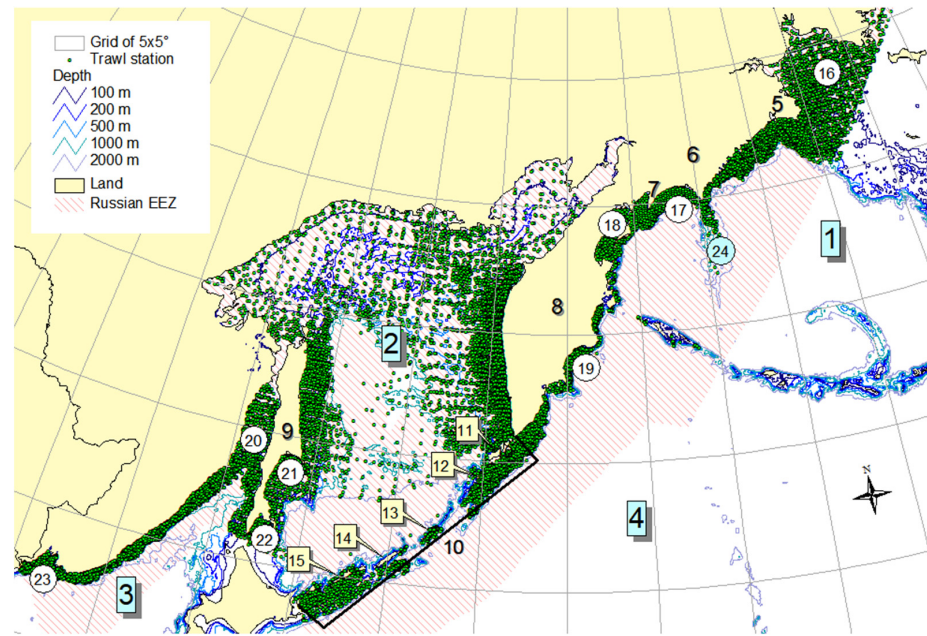 Grid of 5x5°
Trawl station
Depth
100 m
200 m
500 m
1000 m
2000 m
Land
Russian EEZ
16
5
6
7
17
1
18
24
8
2
19
11
20
9
12
21
13
4
10
14
22
15
23
3
N